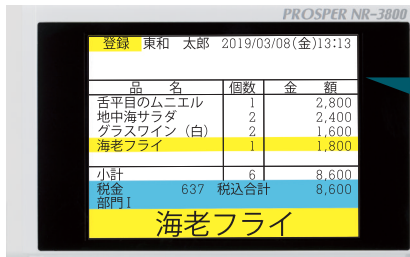 PROSPER NR-3800
登録 東和 太郎 2019/03/08(金)13:13
品 名 個数 金 額
舌平目のムニエル 1 2,800
地中海サラダ 2 2,400
グラスワイン（白） 2 1,600
海老フライ 1 1,800
小計 6 8,600
税金 637 税込合計 8,600
部門Ⅰ
海老フライ